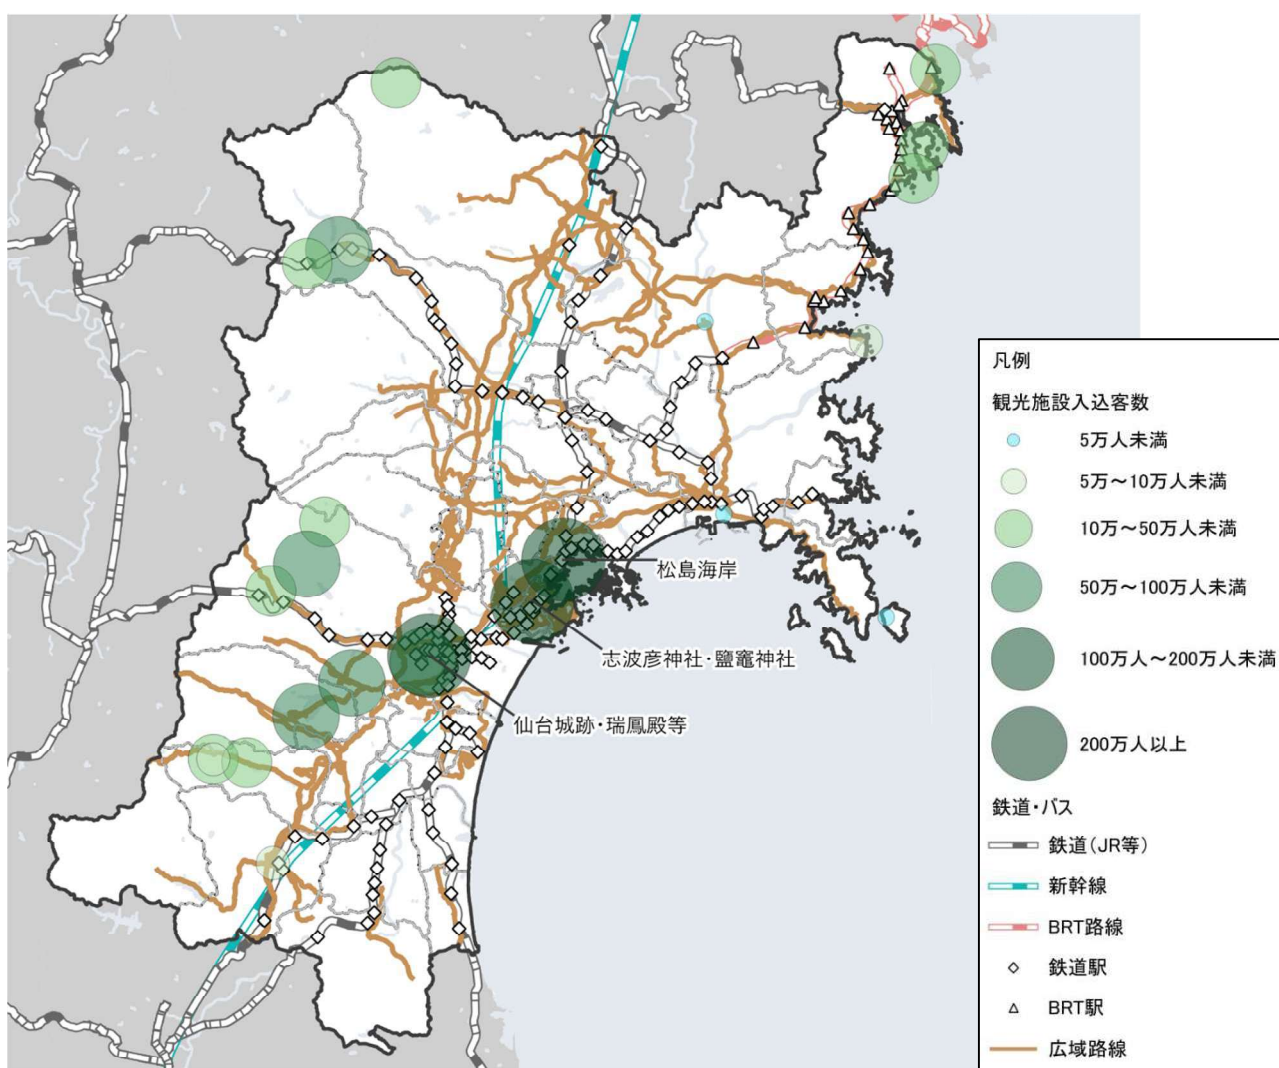 松島海岸
志波彦神社・鹽竈神社
仙台城跡・瑞鳳殿等
凡例
観光施設入込客数
5万人未満
5万～10万人未満
10万～50万人未満
50万～100万人未満
100万人～200万人未満
200万人以上
鉄道・バス
鉄道（JR等）
新幹線
BRT路線
鉄道駅
BRT駅
広域路線